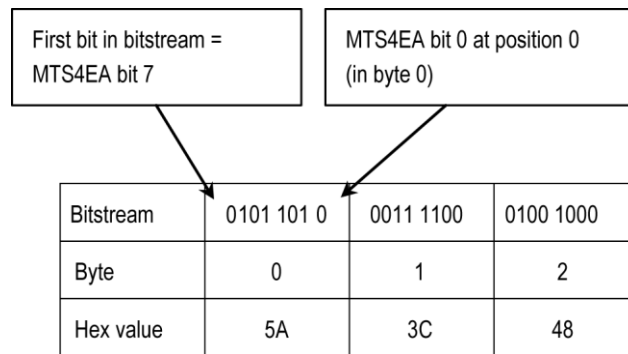 First bit in bitstream =
MTS4EA bit 7
MTS4EA bit 0 at position 0
(in byte 0)
Bitstream 0101 101 0 0011 1100 0100 1000
Byte 0 1 2
Hex value 5A 3C 48